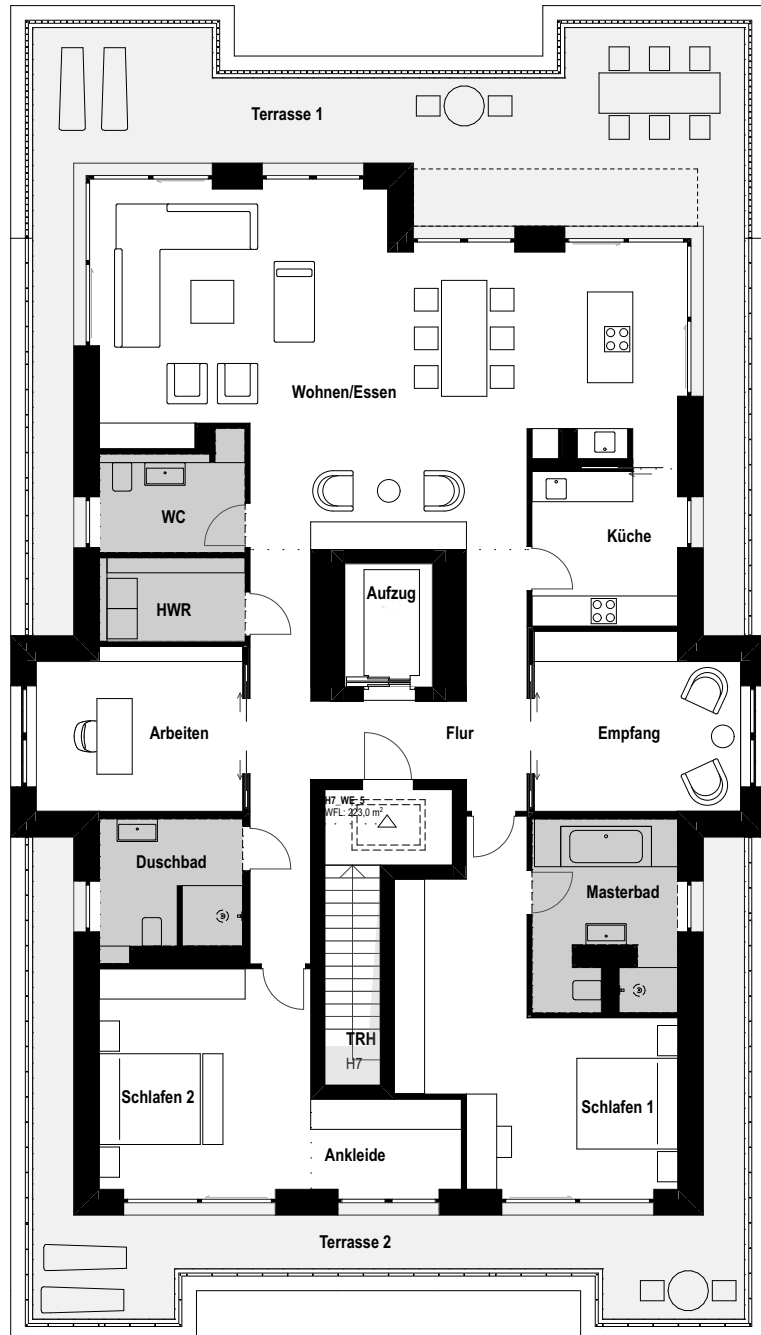 Terrasse 1
Wohnen/Essen
WC
Küche
HWR
Aufzug
Arbeiten
Flur
Empfang
H7_WE_5
WFL: 223,0 m²
Duschbad
Masterbad
TRH
H7
Schlafen 2
Schlafen 1
Ankleide
Terrasse 2